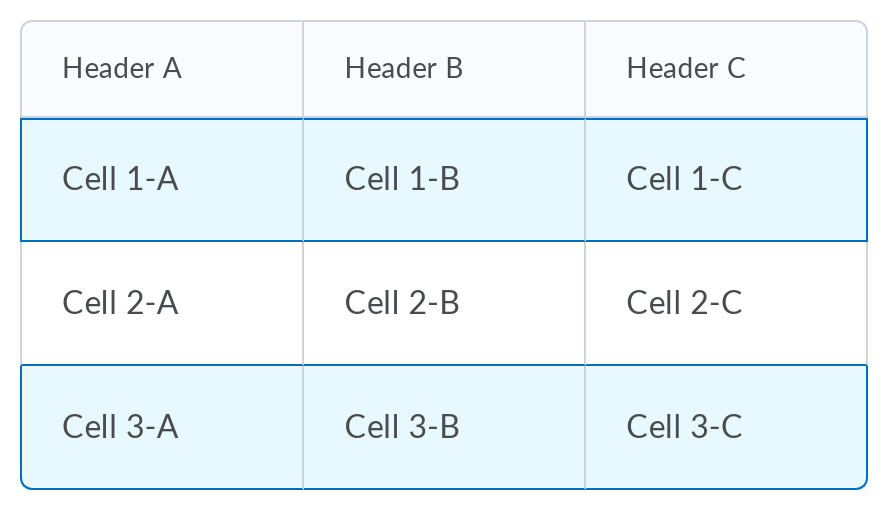 Header A Header B Header C
Cell 1-A Cell 1-B Cell 1-C
Cell 2-A Cell 2-B Cell 2-C
Cell 3-A Cell 3-B Cell 3-C